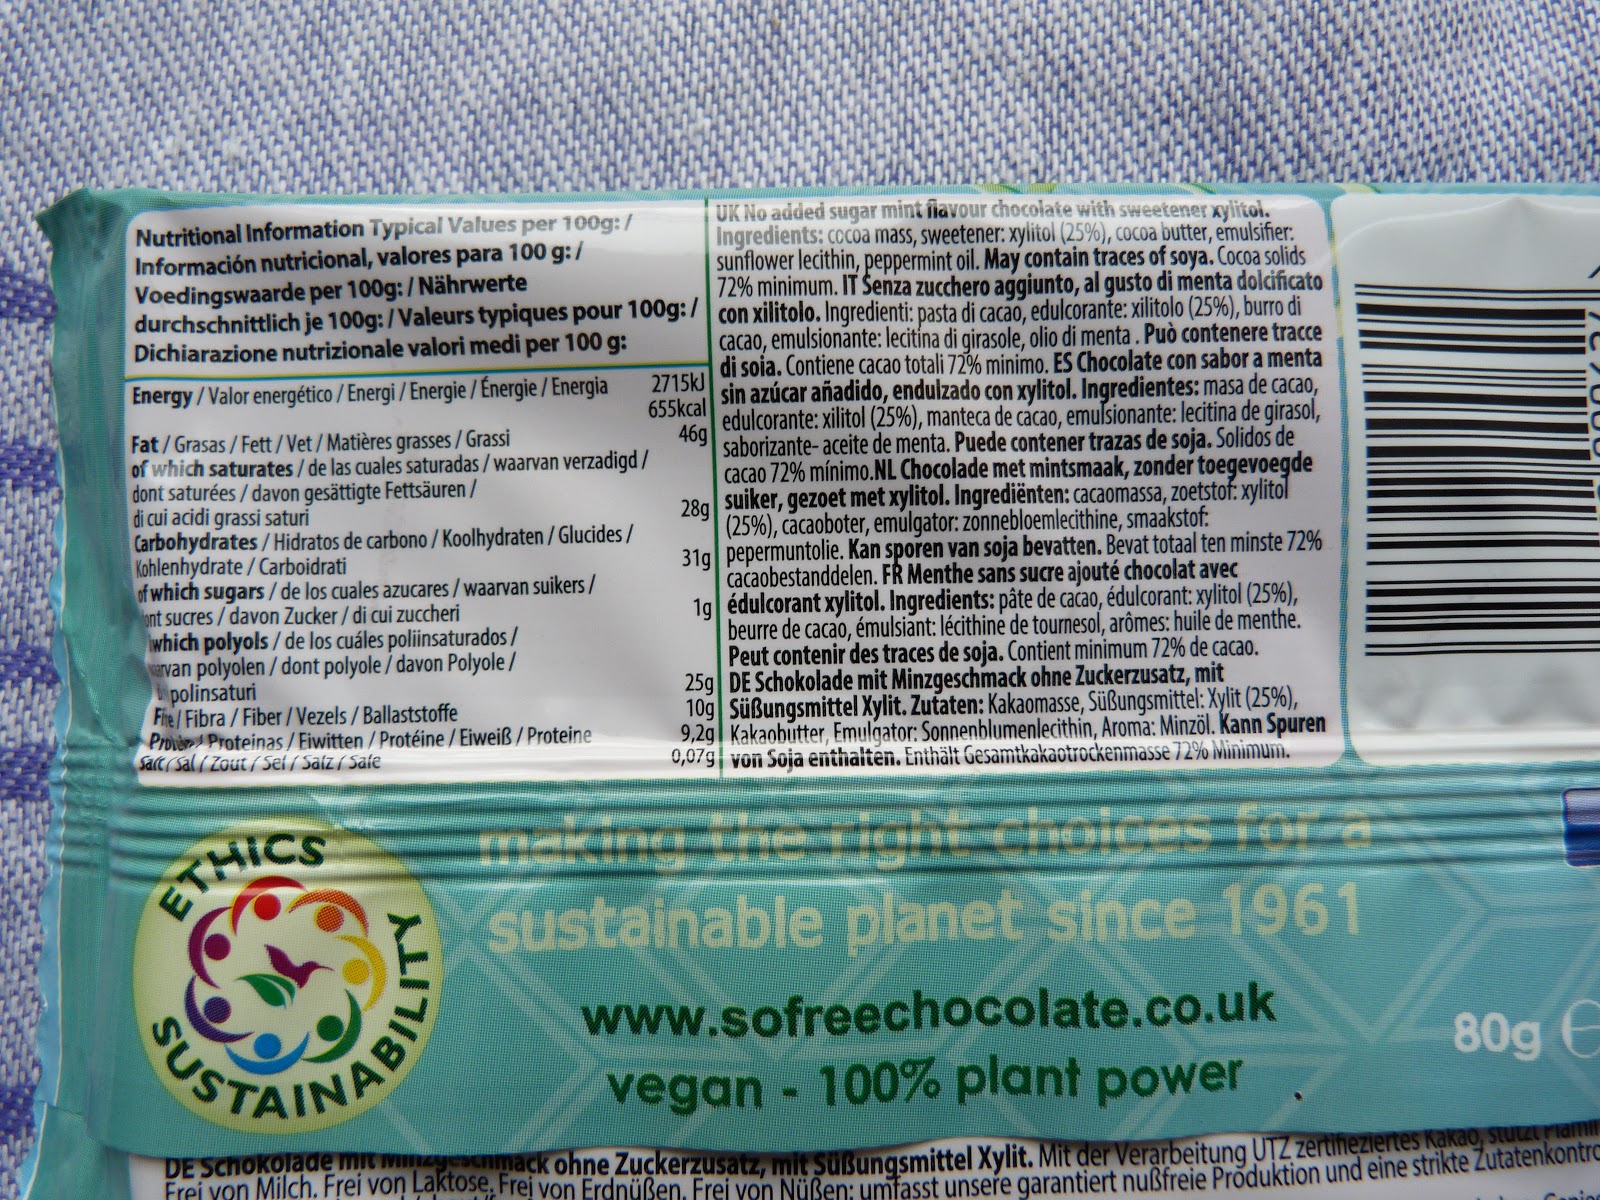 Nutritional Information Typical Values per 100g: /
Información nutricional, valores para 100 g: /
Voedingswaarde per 100g: / Nährwerte
durchschnittlich je 100g: / Valeurs typiques pour 100g: /
Dichiarazione nutrizionale valori medi per 100 g:
Energy / Valor energético / Energi / Energie / Énergie / Energia 2715kJ
655kcal
Fat / Grasas / Fett / Vet / Matières grasses / Grassi 46g
of which saturates / de las cuales saturadas / waarvan verzadigd /
dont saturées / davon gesättigte Fettsäuren /
di cui acidi grassi saturi 28g
Carbohydrates / Hidratos de carbono / Koolhydraten / Glucides /
Kohlenhydrate / Carboidrati 31g
of which sugars / de los cuales azucares / waarvan suikers /
sucres / davon Zucker / di cui zuccheri 1g
which polyols / de los cuáles poliinsaturados /
polyolen / dont polyole / davon Polyole /
polinsaturi 25g
/ Fibra / Fiber / Vezels / Ballaststoffe 10g
/ Proteinas / Eiwitten / Protéine / Eiweiß / Proteine 9,2g
Salt / Sal / Zout / Sel / Salz / Sale 0,07g
UK No added sugar mint flavour chocolate with sweetener xylitol.
Ingredients: cocoa mass, sweetener: xylitol (25%), cocoa butter, emulsifier:
sunflower lecithin, peppermint oil. May contain traces of soya. Cocoa solids
72% minimum. IT Senza zucchero aggiunto, al gusto di menta dolcificato
con xilitolo. Ingredienti: pasta di cacao, edulcorante: xilitolo (25%), burro di
cacao, emulsionante: lecitina di girasole, olio di menta . Può contenere tracce
di soia. Contiene cacao totali 72% minimo. ES Chocolate con sabor a menta
sin azúcar añadido, endulzado con xylitol. Ingredientes: masa de cacao,
edulcorante: xilitol (25%), manteca de cacao, emulsionante: lecitina de girasol,
saborizante- aceite de menta. Puede contener trazas de soja. Solidos de
cacao 72% mínimo.NL Chocolade met mintsmaak, zonder toegevoegde
suiker, gezoet met xylitol. Ingrediënten: cacaomassa, zoetstof: xylitol
(25%), cacaoboter, emulgator: zonnebloemlecithine, smaakstof:
pepermuntolie. Kan sporen van soja bevatten. Bevat totaal ten minste 72%
cacaobestanddelen. FR Menthe sans sucre ajouté chocolat avec
édulcorant xylitol. Ingredients: pâte de cacao, édulcorant: xylitol (25%),
beurre de cacao, émulsiant: lécithine de tournesol, arômes: huile de menthe.
Peut contenir des traces de soja. Contient minimum 72% de cacao.
DE Schokolade mit Minzgeschmack ohne Zuckerzusatz, mit
Süßungsmittel Xylit. Zutaten: Kakaomasse, Süßungsmittel: Xylit (25%),
Kakaobutter, Emulgator: Sonnenblumenlecithin, Aroma: Minzöl. Kann Spuren
von Soja enthalten. Enthält Gesamtkakaotrockenmasse 72% Minimum.
ETHICS
SUSTAINABILITY
making the right choices for a
sustainable planet since 1961
www.sofreechocolate.co.uk
vegan - 100% plant power
80g ℮
DE Schokolade mit Minzgeschmack ohne Zuckerzusatz, mit Süßungsmittel Xylit. Mit der Verarbeitung UTZ zertifieziertes Kakao, stützt
Frei von Milch. Frei von Laktose. Frei von Erdnüßen. Frei von Nüßen: umfasst unsere garantiert nußfreie Produktion und eine strikte